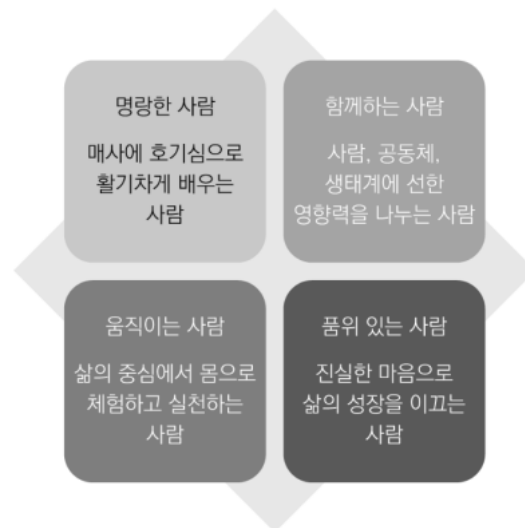 명랑한 사람
매사에 호기심으로
활기차게 배우는
사람
함께하는 사람
사람, 공동체,
생태계에 선한
영향력을 나누는 사람
움직이는 사람
삶의 중심에서 몸으로
체험하고 실천하는
사람
품위 있는 사람
진실한 마음으로
삶의 성장을 이끄는
사람